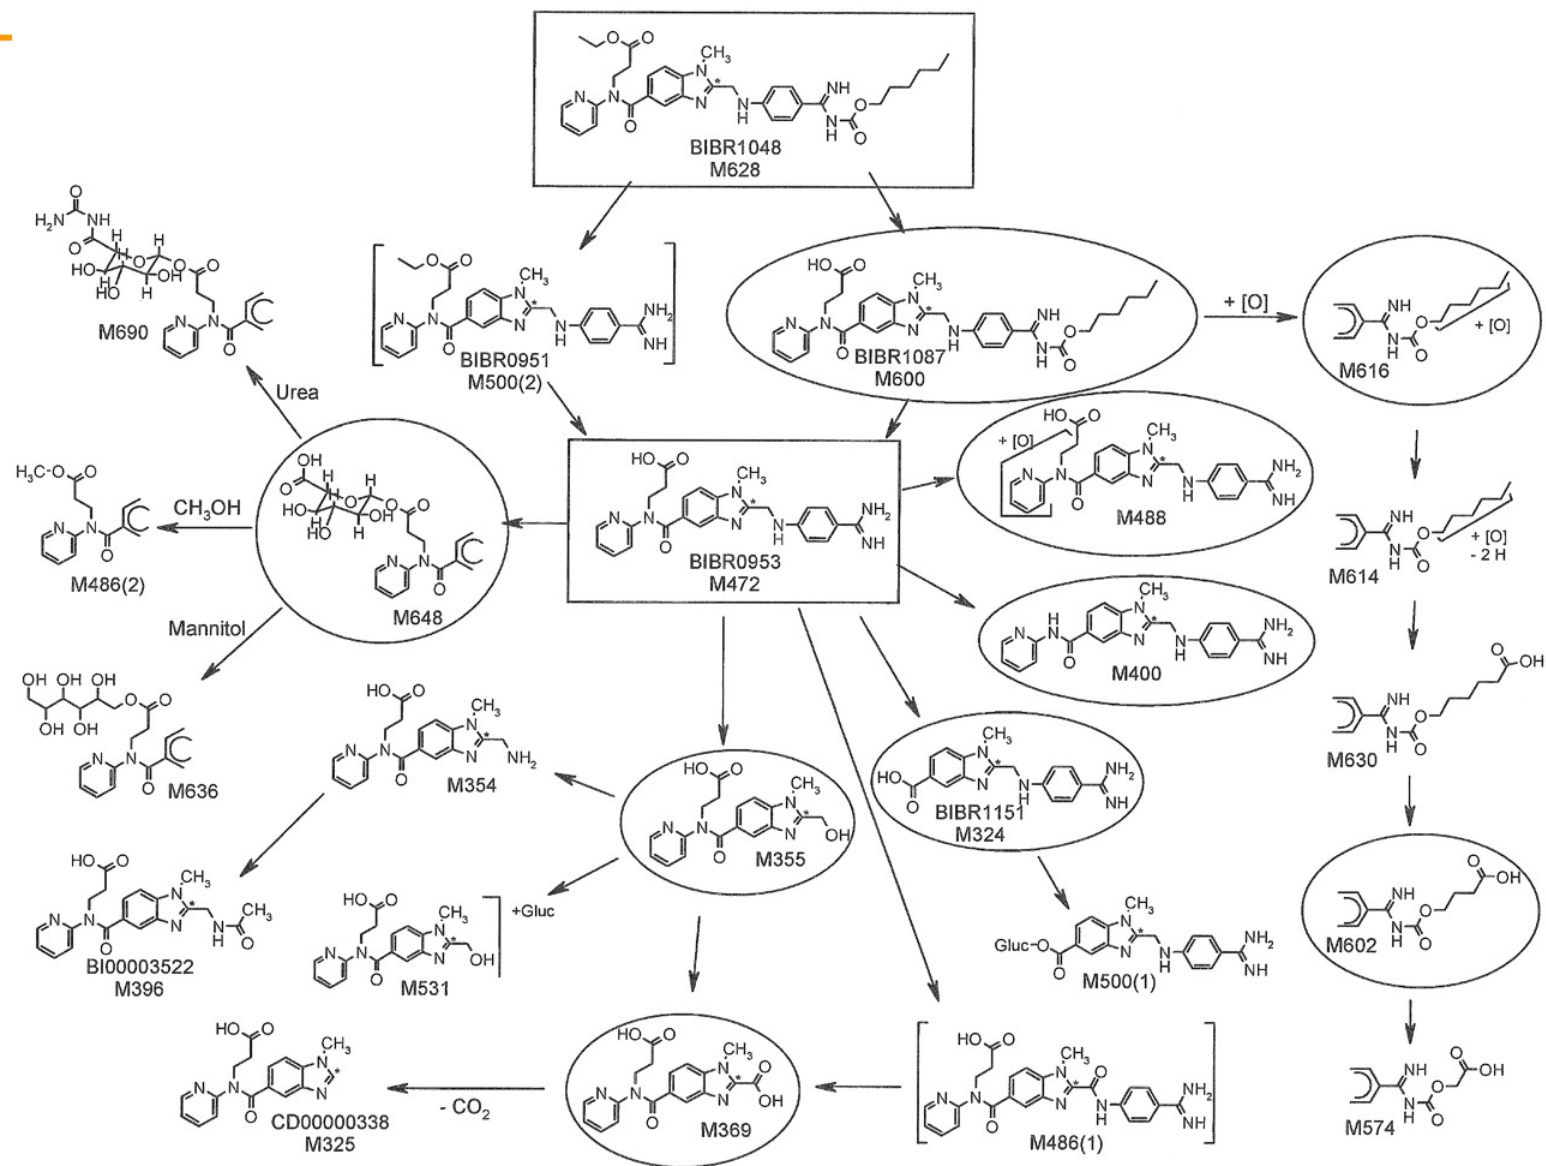 BIBR1048
M628
M690
Urea
BIBR0951
M500(2)
BIBR1087
M600
+ [O]
+ [O]
M616
H₃C-O O
CH₃OH
M486(2)
M648
BIBR0953
M472
+ [O]
M488
+ [O]
- 2 H
M614
Mannitol
M636
M354
M355
M400
BIBR1151
M324
M630
BI00003522
M396
+Gluc
M531
Gluc-O
M500(1)
M602
CD00000338
M325
- CO₂
M369
M486(1)
M574